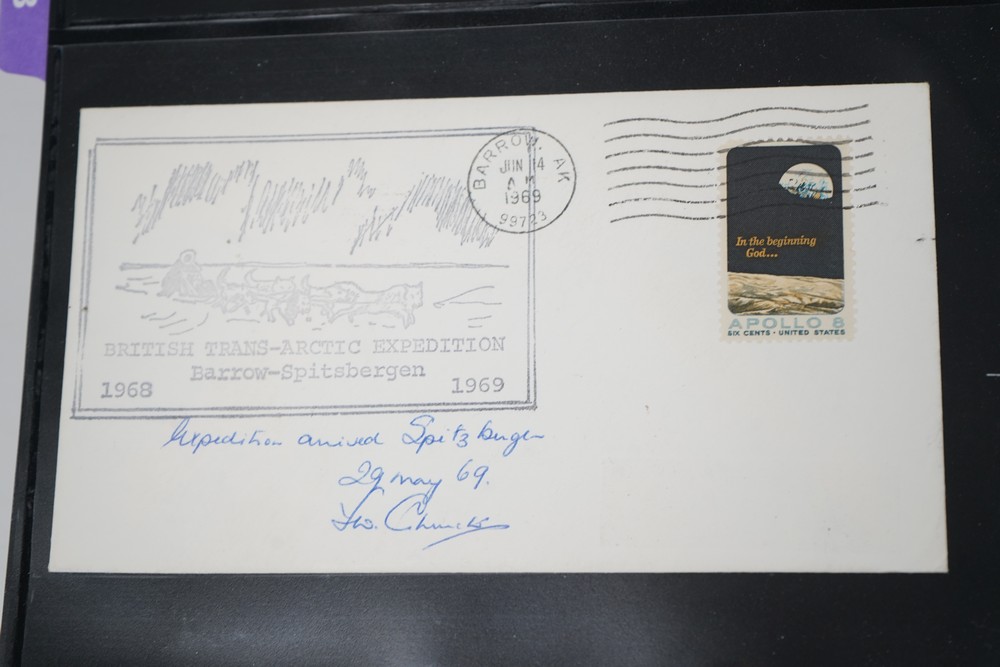 BARROW, AK
JUN 14
AM
1969
99723
In the beginning
God...
APOLLO 8
SIX CENTS · UNITED STATES
BRITISH TRANS-ARCTIC EXPEDITION
Barrow-Spitsbergen
1968 1969
Expedition arrived Spitzbergen
29 May 69.